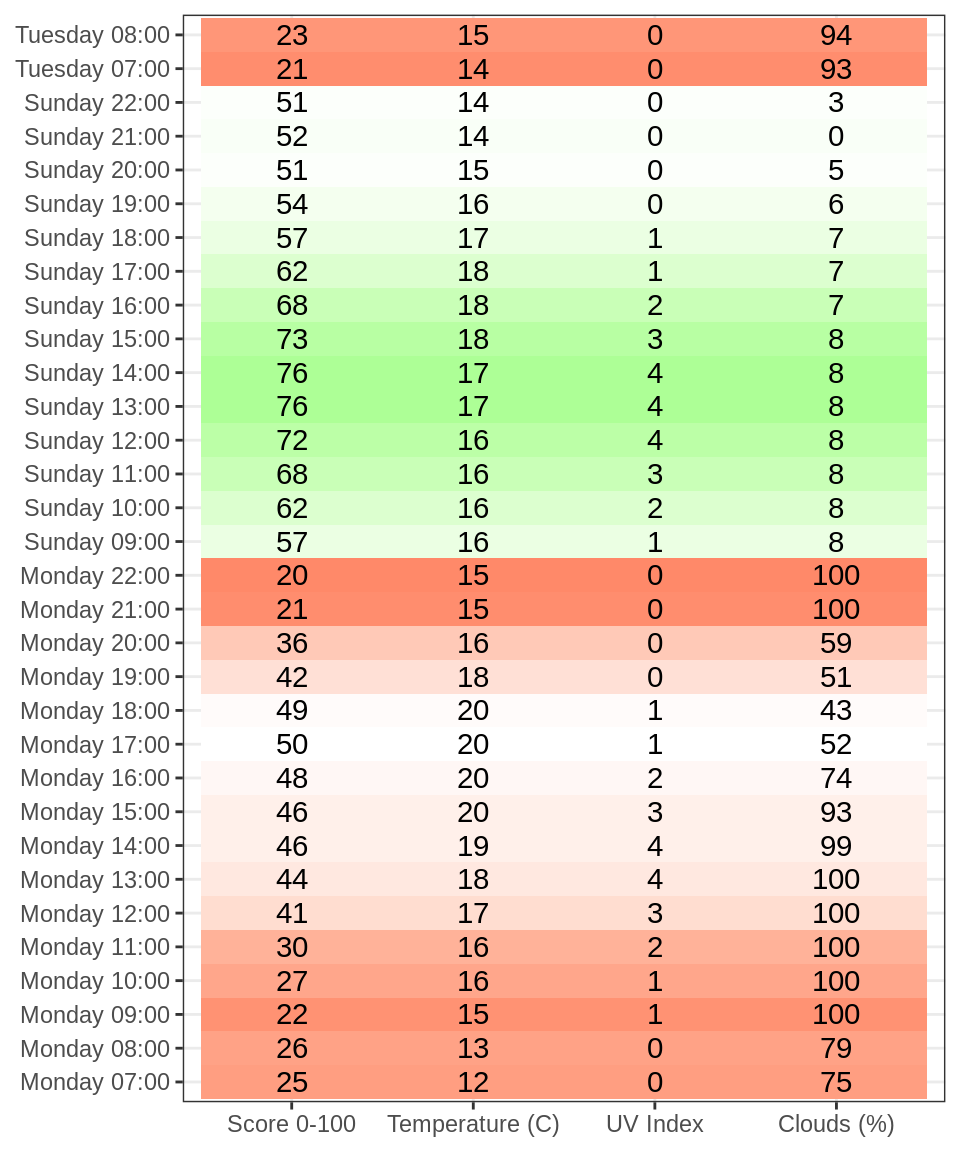 Tuesday 08:00 23 15 0 94
Tuesday 07:00 21 14 0 93
Sunday 22:00 51 14 0 3
Sunday 21:00 52 14 0 0
Sunday 20:00 51 15 0 5
Sunday 19:00 54 16 0 6
Sunday 18:00 57 17 1 7
Sunday 17:00 62 18 1 7
Sunday 16:00 68 18 2 7
Sunday 15:00 73 18 3 8
Sunday 14:00 76 17 4 8
Sunday 13:00 76 17 4 8
Sunday 12:00 72 16 4 8
Sunday 11:00 68 16 3 8
Sunday 10:00 62 16 2 8
Sunday 09:00 57 16 1 8
Monday 22:00 20 15 0 100
Monday 21:00 21 15 0 100
Monday 20:00 36 16 0 59
Monday 19:00 42 18 0 51
Monday 18:00 49 20 1 43
Monday 17:00 50 20 1 52
Monday 16:00 48 20 2 74
Monday 15:00 46 20 3 93
Monday 14:00 46 19 4 99
Monday 13:00 44 18 4 100
Monday 12:00 41 17 3 100
Monday 11:00 30 16 2 100
Monday 10:00 27 16 1 100
Monday 09:00 22 15 1 100
Monday 08:00 26 13 0 79
Monday 07:00 25 12 0 75
Score 0-100 Temperature (C) UV Index Clouds (%)